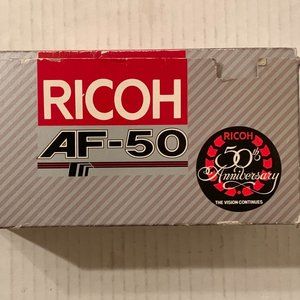 RICOH
AF-50
RICOH
50th
Anniversary
THE VISION CONTINUES